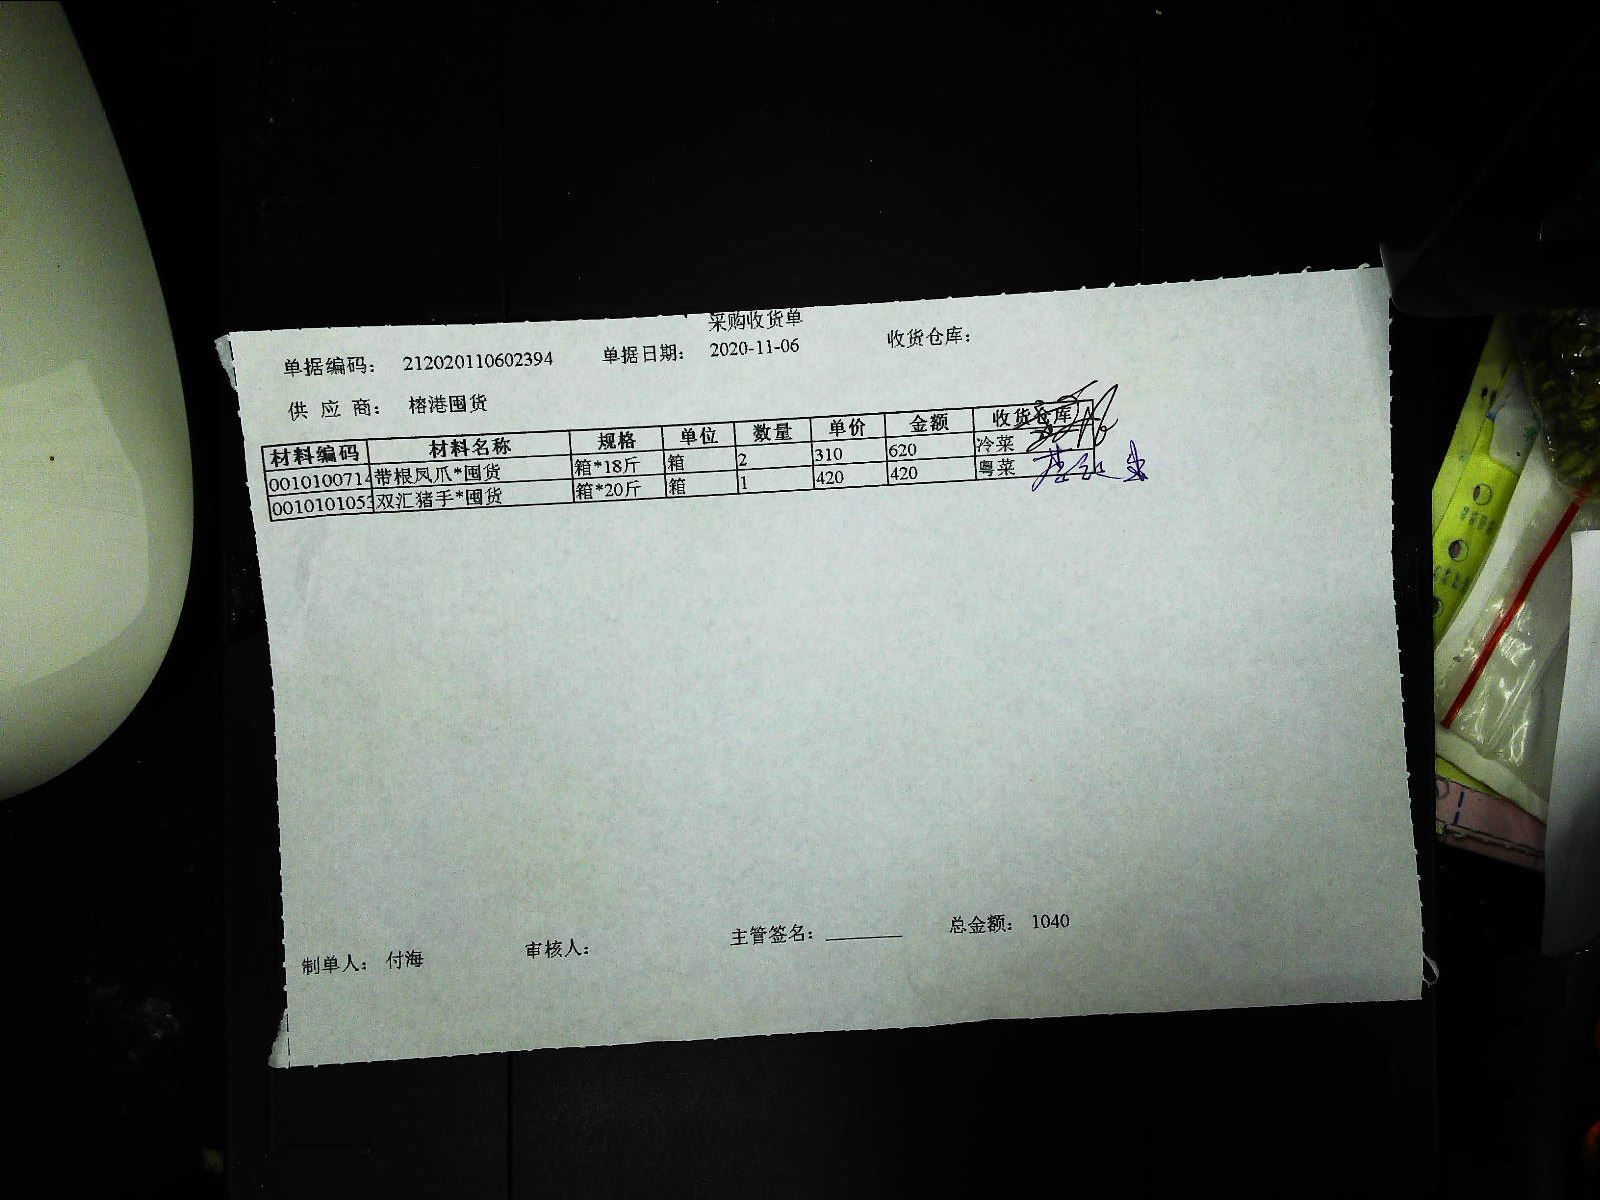 采购收货单
单据编码： 212020110602394 单据日期： 2020-11-06 收货仓库：
供 应 商： 榕港囤货
材料编码 材料名称 规格 单位 数量 单价 金额 收货仓库
001010071 带根凤爪*囤货 箱*18斤 箱 2 310 620 冷菜
001010105 双汇猪手*囤货 箱*20斤 箱 1 420 420 粤菜
制单人： 付海 审核人： 主管签名： 总金额： 1040